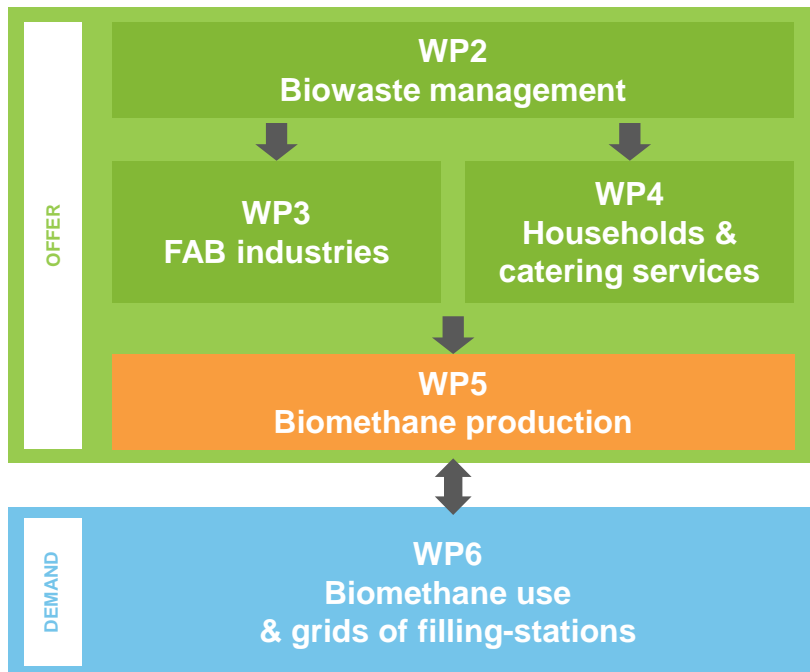 WP2
Biowaste management
OFFER
WP3
FAB industries
WP4
Households &
catering services
WP5
Biomethane production
DEMAND
WP6
Biomethane use
& grids of filling-stations